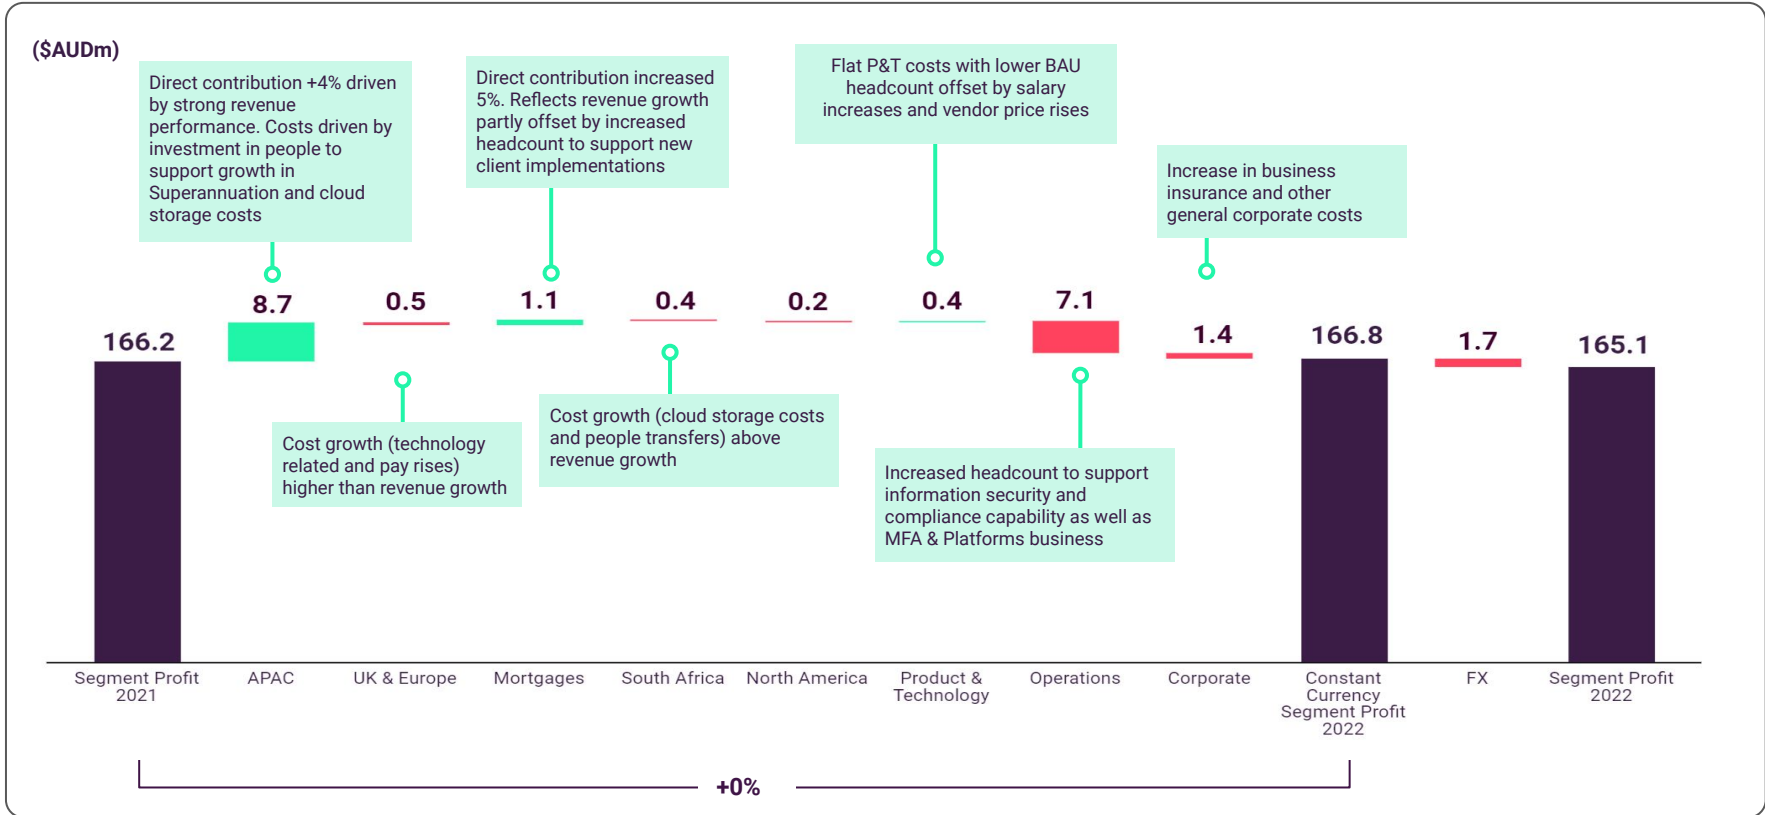 ($AUDm)
Direct contribution +4% driven
by strong revenue
performance. Costs driven by
investment in people to
support growth in
Superannuation and cloud
storage costs
Direct contribution increased
5%. Reflects revenue growth
partly offset by increased
headcount to support new
client implementations
Flat P&T costs with lower BAU
headcount offset by salary
increases and vendor price rises
Increase in business
insurance and other
general corporate costs
166.2
8.7
0.5
1.1
0.4
0.2
0.4
7.1
1.4
166.8
1.7
165.1
Cost growth (technology
related and pay rises)
higher than revenue growth
Cost growth (cloud storage costs
and people transfers) above
revenue growth
Increased headcount to support
information security and
compliance capability as well as
MFA & Platforms business
Segment Profit
2021
APAC
UK & Europe
Mortgages
South Africa
North America
Product &
Technology
Operations
Corporate
Constant
Currency
Segment Profit
2022
FX
Segment Profit
2022
+0%